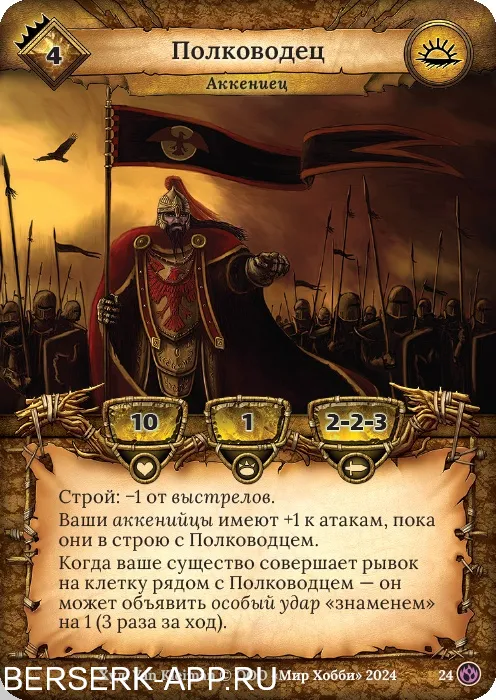 4
Полководец
Аккениец
10
1
2-2-3
Строй: –1 от выстрелов.
Ваши аккенийцы имеют +1 к атакам, пока
они в строю с Полководцем.
Когда ваше существо совершает рывок
на клетку рядом с Полководцем — он
может объявить особый удар «знаменем»
на 1 (3 раза за ход).
«Мир Хобби» 2024
24
BERSERK-APP.RU